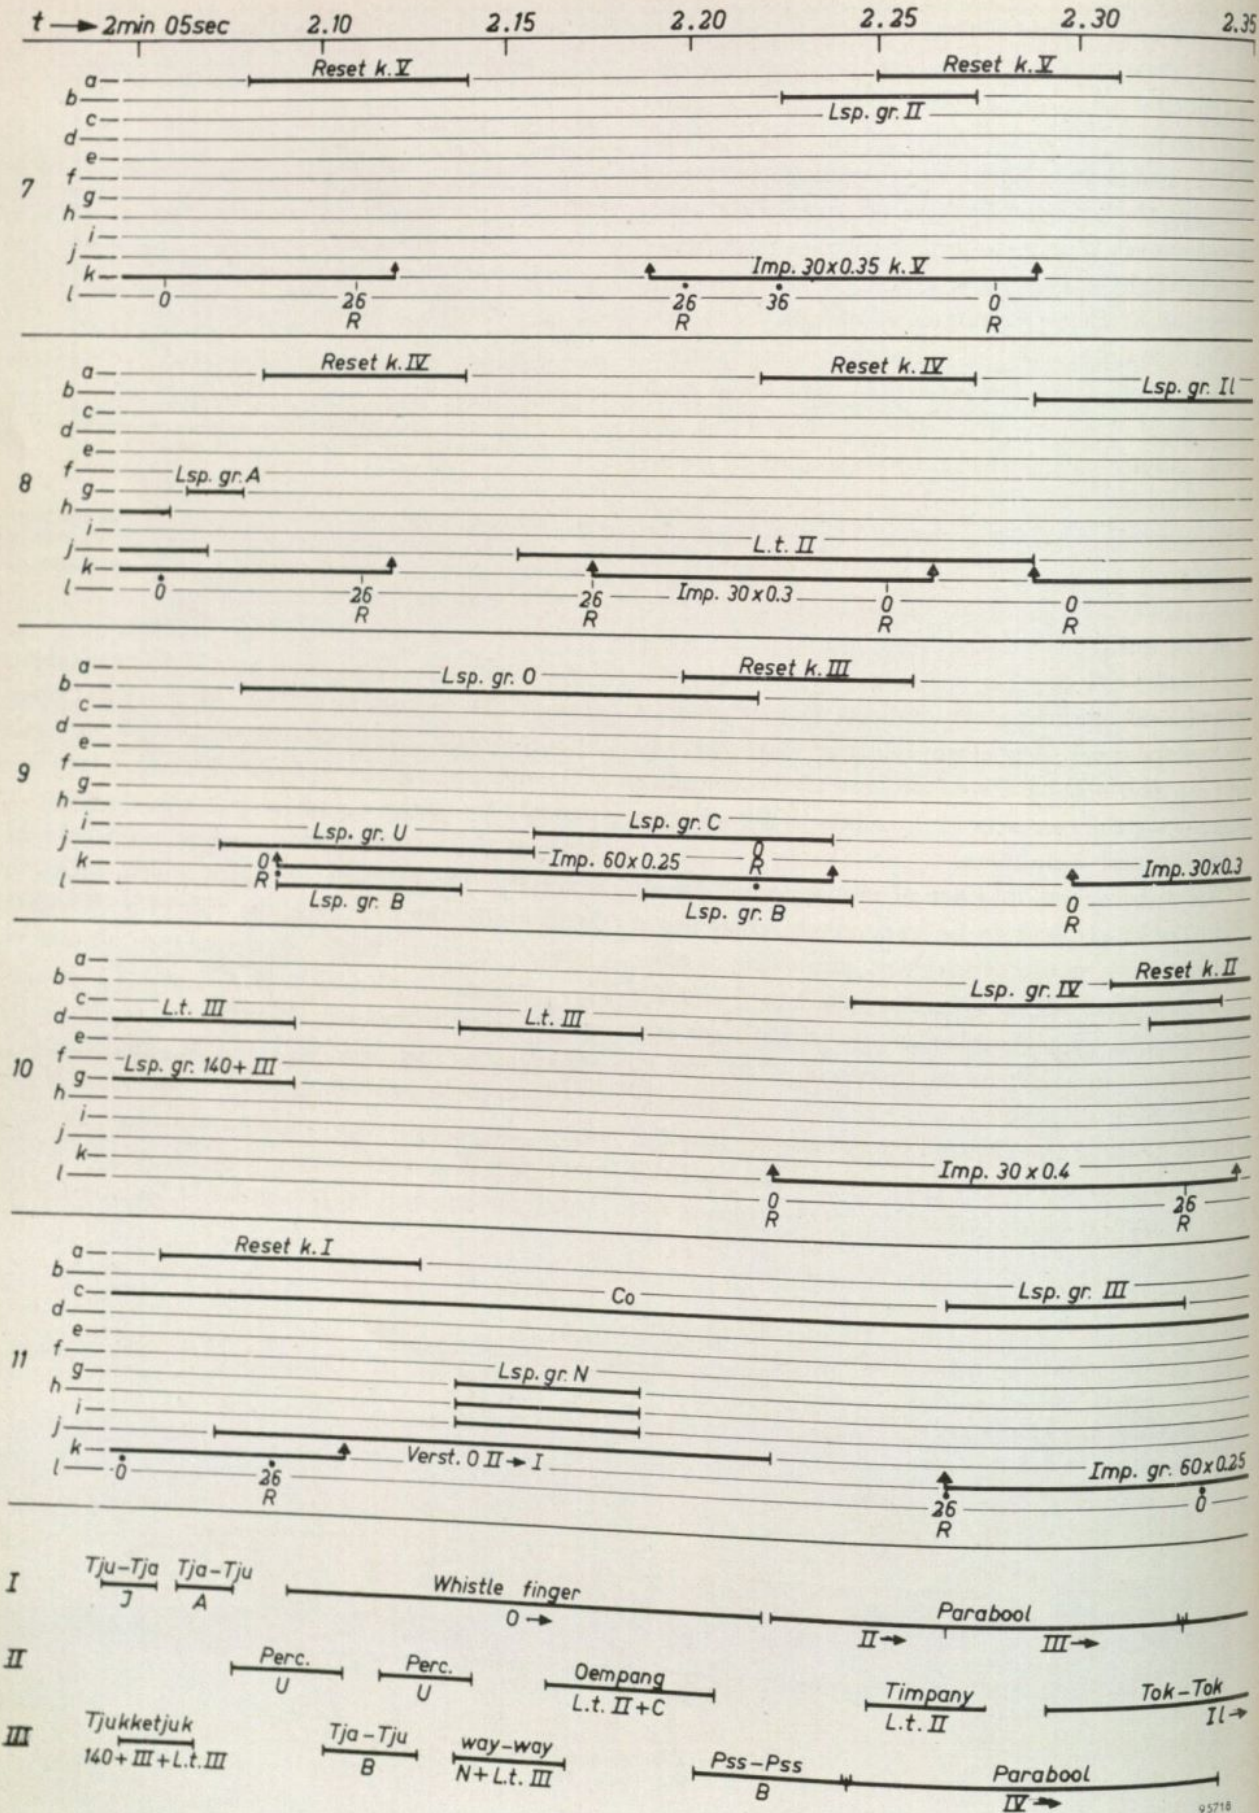 t → 2min 05sec 2.10 2.15 2.20 2.25 2.30 2.35
7
a Reset k. V Reset k. V
b Lsp. gr. II
c
d
e
f
g
h
i
j
k Imp. 30x0.35 k. V
l 0 26 26 36 0
R R R
8
a Reset k. IV Reset k. IV
b Lsp. gr. Il
c
d
e
f
g Lsp. gr. A
h
i
j L.t. II
k
l 0 26 26 Imp. 30x0.3 0 0
R R R R
9
a Reset k. III
b Lsp. gr. O
c
d
e
f
g
h
i
j Lsp. gr. U Lsp. gr. C
k 0 Imp. 60x0.25 0 R Imp. 30x0.3
l R Lsp. gr. B Lsp. gr. B 0
R
10
a Reset k. II
b Lsp. gr. IV
c
d L.t. III L.t. III
e
f
g Lsp. gr. 140+III
h
i
j
k Imp. 30x0.4
l 0 26
R R
11
a Reset k. I
b Lsp. gr. III
c Co
d
e
f
g Lsp. gr. N
h
i
j
k Verst. O II → I Imp. gr. 60x0.25
l 0 26 26 0
R R
I
Tju-Tja Tja-Tju Whistle finger Parabool
J A O → II → III →
II
Perc. Perc. Oempang Timpany Tok-Tok
U U L.t. II+C L.t. II Il →
III
Tjukketjuk Tja-Tju way-way Pss-Pss Parabool
140+III+L.t.III B N+L.t. III B IV →
95718